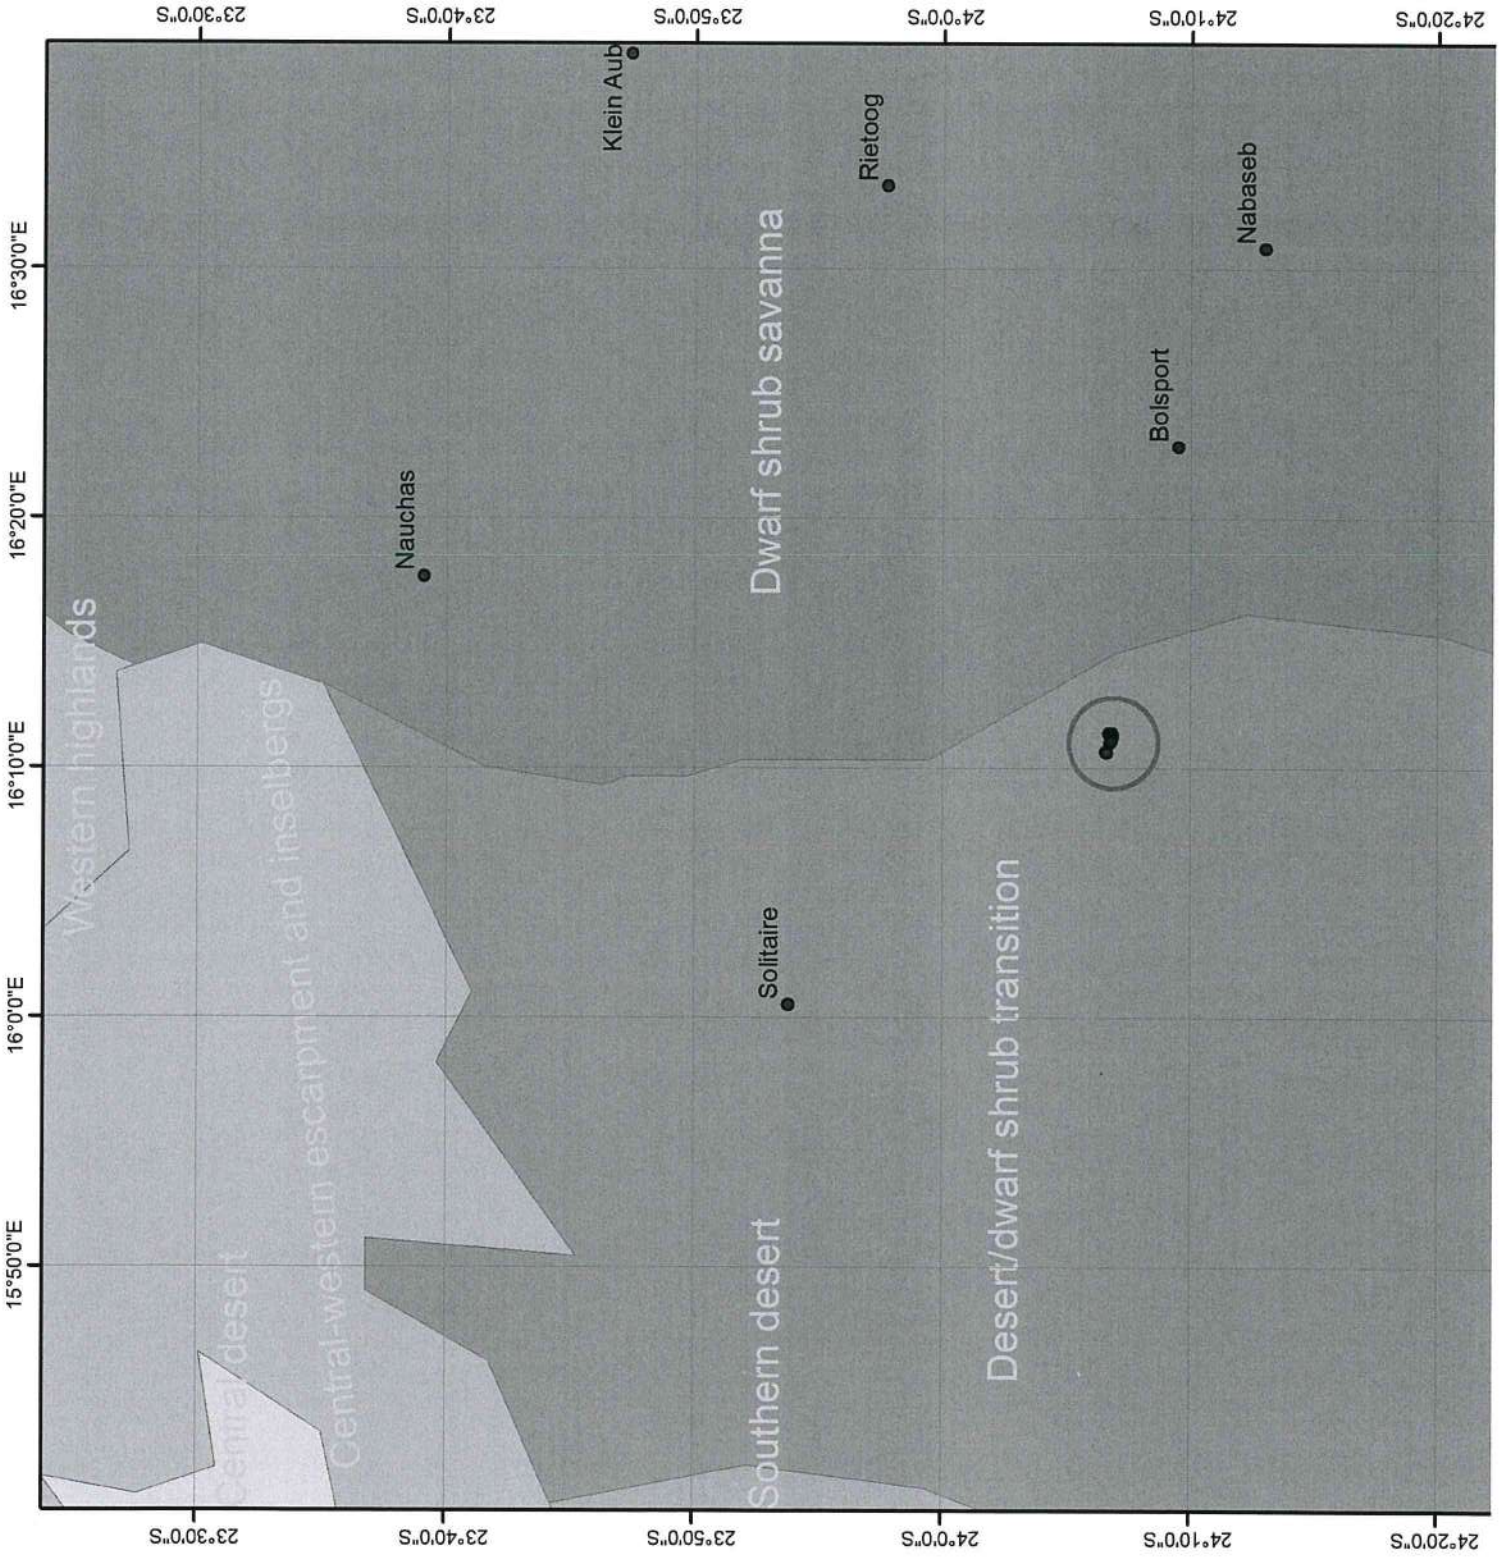 23°30'0"S
23°40'0"S
23°50'0"S
24°0'0"S
24°10'0"S
24°20'0"S
16°30'0"E
16°20'0"E
16°10'0"E
16°0'0"E
15°50'0"E
Klein Aub
Rietoog
Nabaseb
Bolsport
Nauchas
Dwarf shrub savanna
Western highlands
Central-western escarpment and inselbergs
Central desert
Solitaire
Southern desert
Desert/dwarf shrub transition
23°30'0"S
23°40'0"S
23°50'0"S
24°0'0"S
24°10'0"S
24°20'0"S